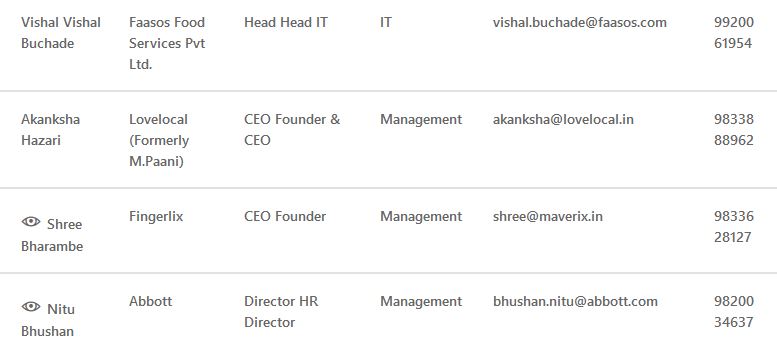 Vishal Vishal Faasos Food Head Head IT IT vishal.buchade@faasos.com 99200
Buchade Services Pvt 61954
Ltd.
Akanksha Lovelocal CEO Founder & Management akanksha@lovelocal.in 98338
Hazari (Formerly CEO 88962
M.Paani)
Shree Fingerlix CEO Founder Management shree@maverix.in 98336
Bharambe 28127
Nitu Abbott Director HR Management bhushan.nitu@abbott.com 98200
Bhushan Director 34637